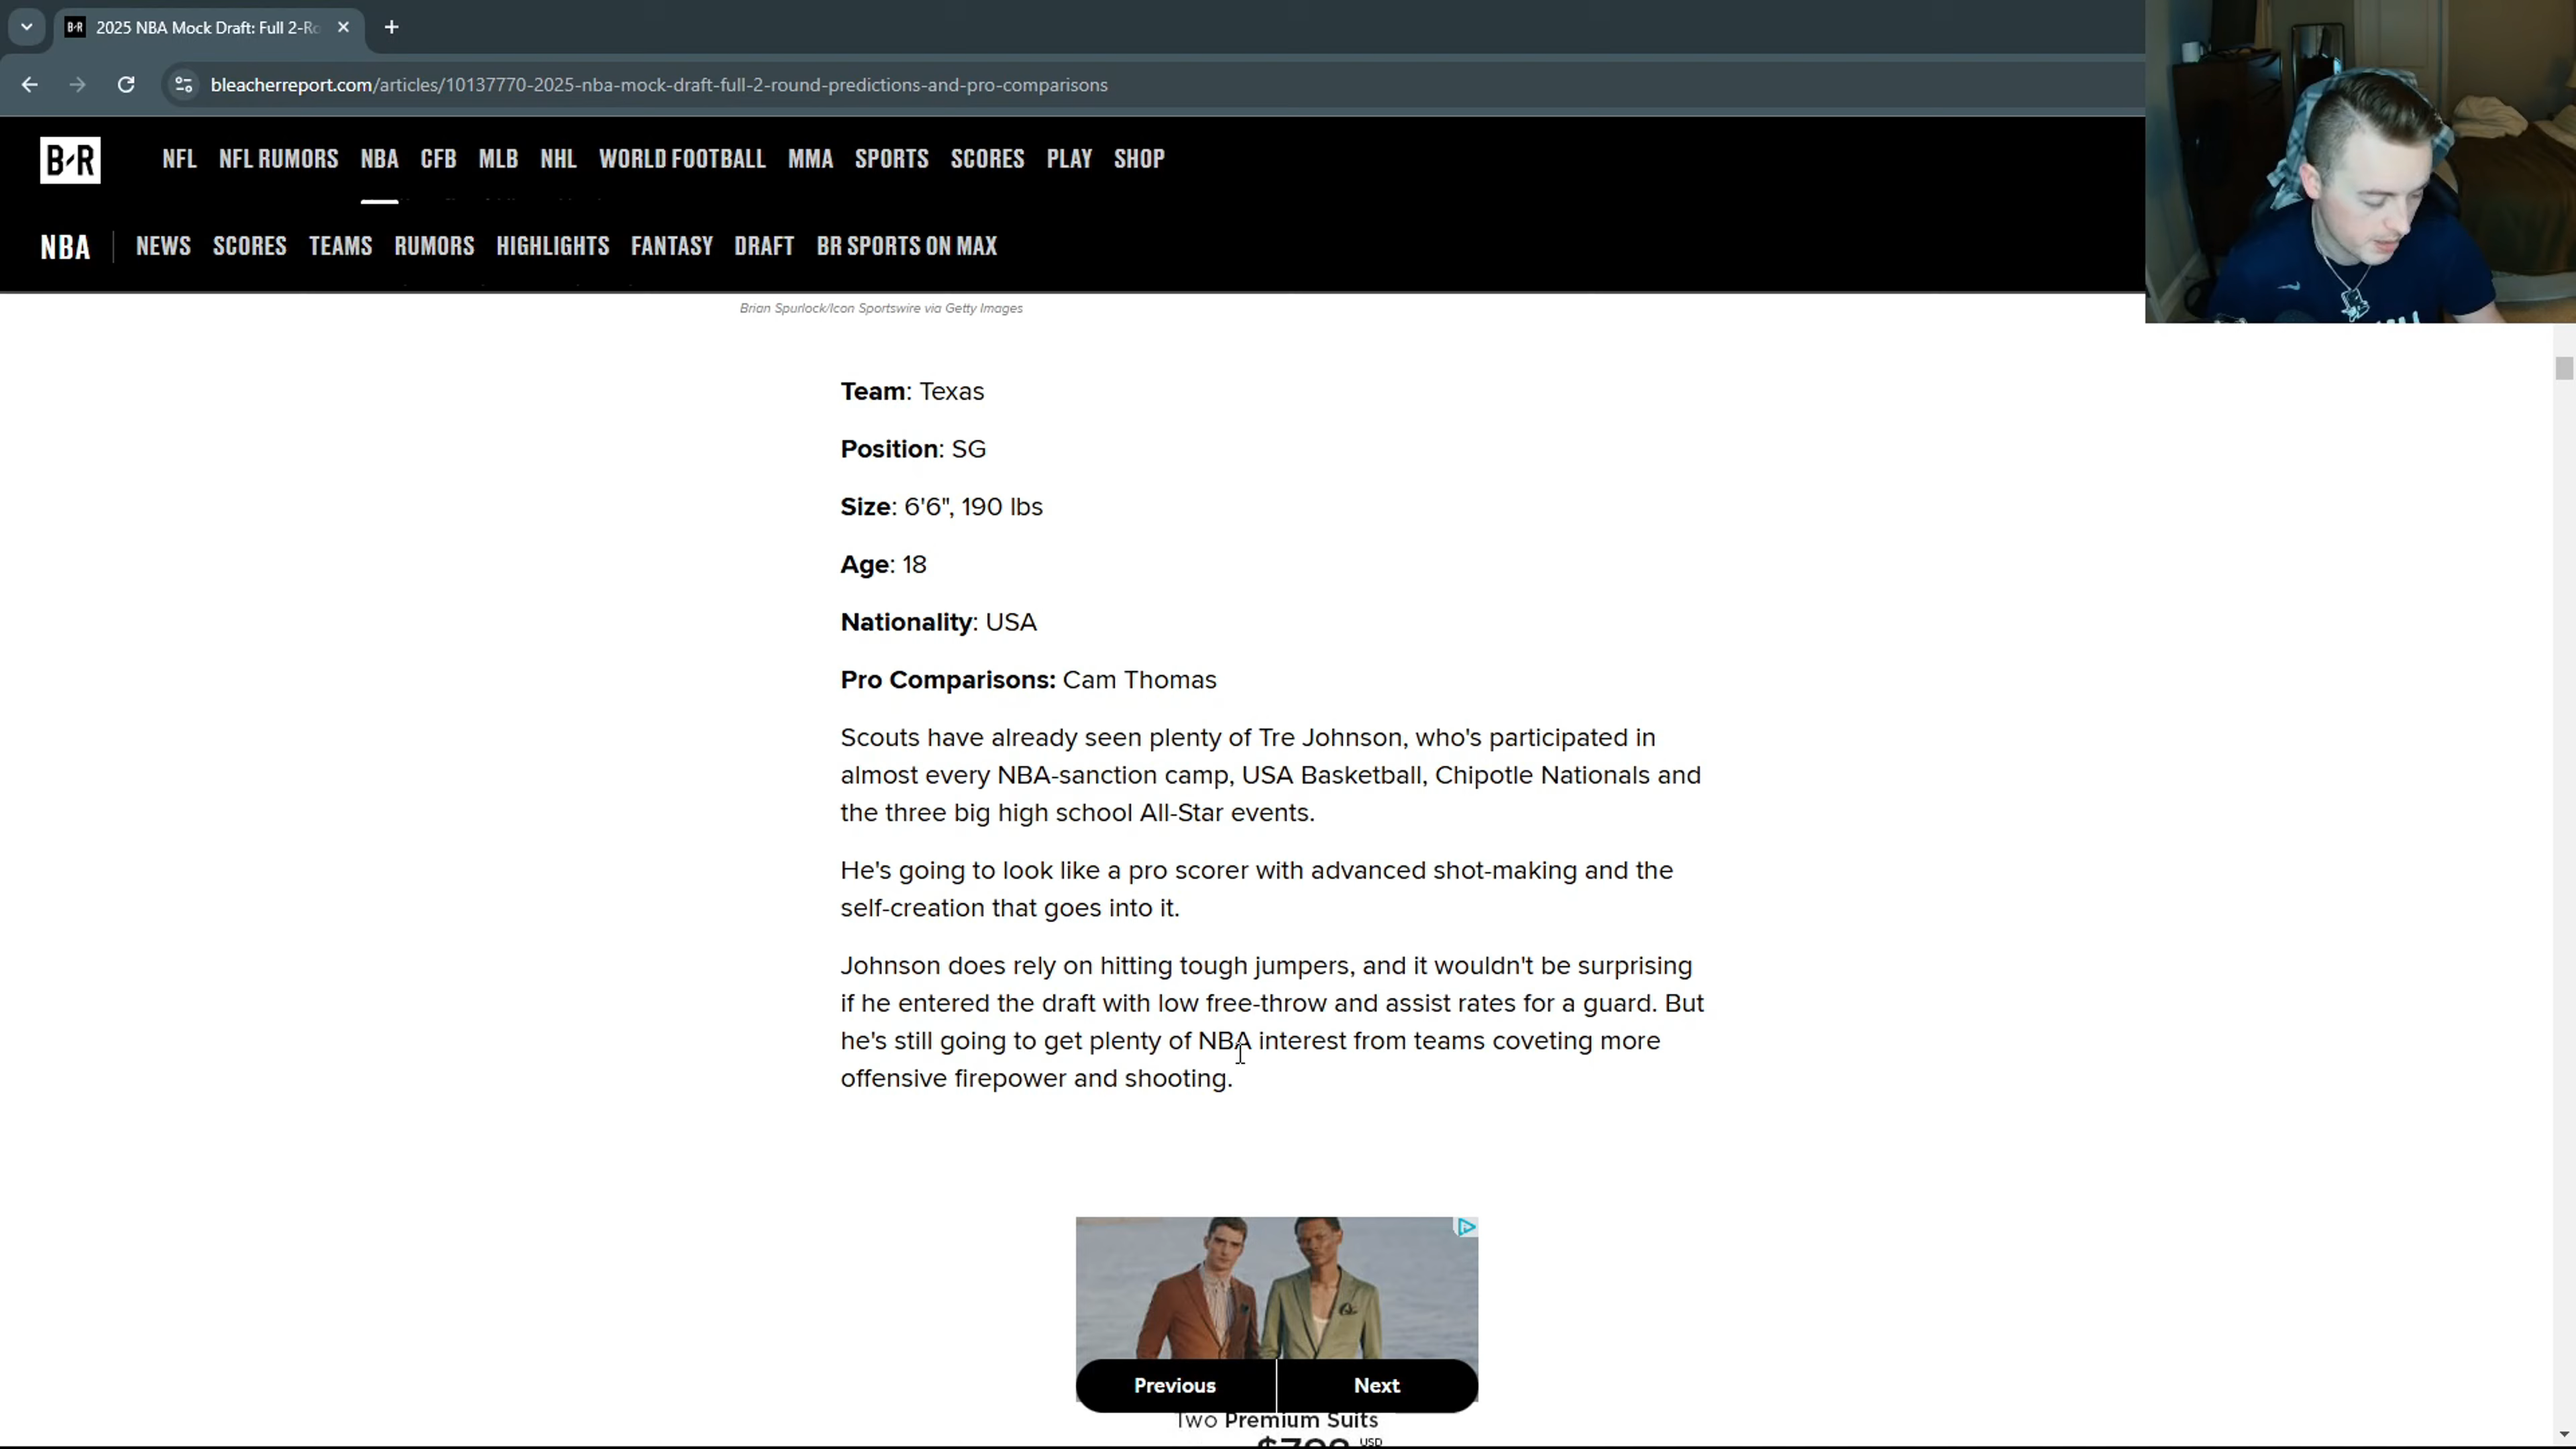 2025 NBA Mock Draft: Full 2-Ro
bleacherreport.com/articles/10137770-2025-nba-mock-draft-full-2-round-predictions-and-pro-comparisons
B/R NFL NFL RUMORS NBA CFB MLB NHL WORLD FOOTBALL MMA SPORTS SCORES PLAY SHOP
NBA NEWS SCORES TEAMS RUMORS HIGHLIGHTS FANTASY DRAFT BR SPORTS ON MAX
Brian Spurlock/Icon Sportswire via Getty Images
Team: Texas
Position: SG
Size: 6'6", 190 lbs
Age: 18
Nationality: USA
Pro Comparisons: Cam Thomas
Scouts have already seen plenty of Tre Johnson, who's participated in
almost every NBA-sanction camp, USA Basketball, Chipotle Nationals and
the three big high school All-Star events.
He's going to look like a pro scorer with advanced shot-making and the
self-creation that goes into it.
Johnson does rely on hitting tough jumpers, and it wouldn't be surprising
if he entered the draft with low free-throw and assist rates for a guard. But
he's still going to get plenty of NBA interest from teams coveting more
offensive firepower and shooting.
Previous Next
Two Premium Suits
USD